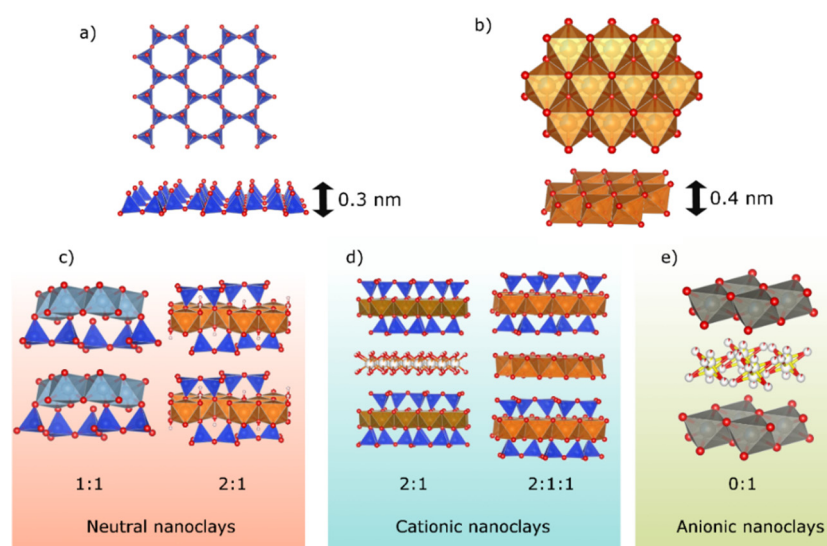 a)
b)
0.3 nm
0.4 nm
c)
d)
e)
1:1
2:1
2:1
2:1:1
0:1
Neutral nanoclays
Cationic nanoclays
Anionic nanoclays